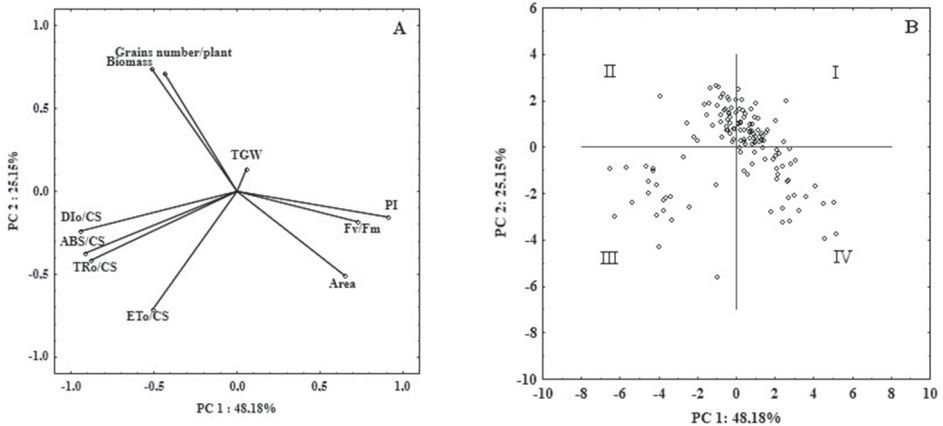 A
1.0
0.5
0.0
-0.5
-1.0
PC 2 : 25.15%
Grains number/plant
Biomass
TGW
PI
Fv/Fm
DIo/CS
ABS/CS
TRo/CS
Area
ETo/CS
-1.0 -0.5 0.0 0.5 1.0
PC 1 : 48.18%
B
6
4
2
0
-2
-4
-6
-8
-10
PC 2: 25.15%
II I
III IV
-10 -8 -6 -4 -2 0 2 4 6 8 10
PC 1: 48.18%